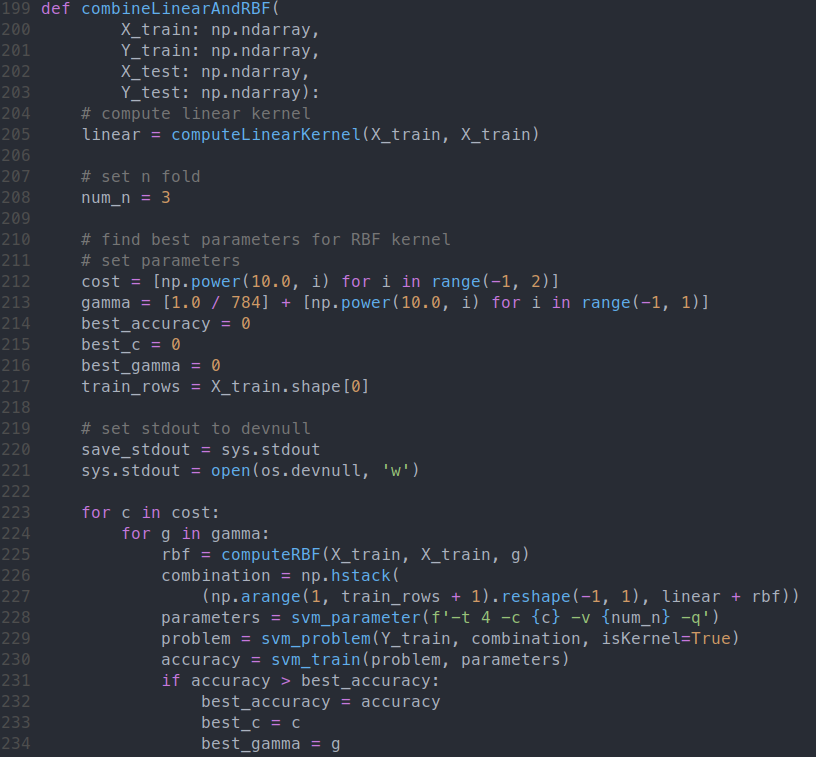 199 def combineLinearAndRBF(
200         X_train: np.ndarray,
201         Y_train: np.ndarray,
202         X_test: np.ndarray,
203         Y_test: np.ndarray):
204     # compute linear kernel
205     linear = computeLinearKernel(X_train, X_train)
206
207     # set n fold
208     num_n = 3
209
210     # find best parameters for RBF kernel
211     # set parameters
212     cost = [np.power(10.0, i) for i in range(-1, 2)]
213     gamma = [1.0 / 784] + [np.power(10.0, i) for i in range(-1, 1)]
214     best_accuracy = 0
215     best_c = 0
216     best_gamma = 0
217     train_rows = X_train.shape[0]
218
219     # set stdout to devnull
220     save_stdout = sys.stdout
221     sys.stdout = open(os.devnull, 'w')
222
223     for c in cost:
224         for g in gamma:
225             rbf = computeRBF(X_train, X_train, g)
226             combination = np.hstack(
227                 (np.arange(1, train_rows + 1).reshape(-1, 1), linear + rbf))
228             parameters = svm_parameter(f'-t 4 -c {c} -v {num_n} -q')
229             problem = svm_problem(Y_train, combination, isKernel=True)
230             accuracy = svm_train(problem, parameters)
231             if accuracy > best_accuracy:
232                 best_accuracy = accuracy
233                 best_c = c
234                 best_gamma = g